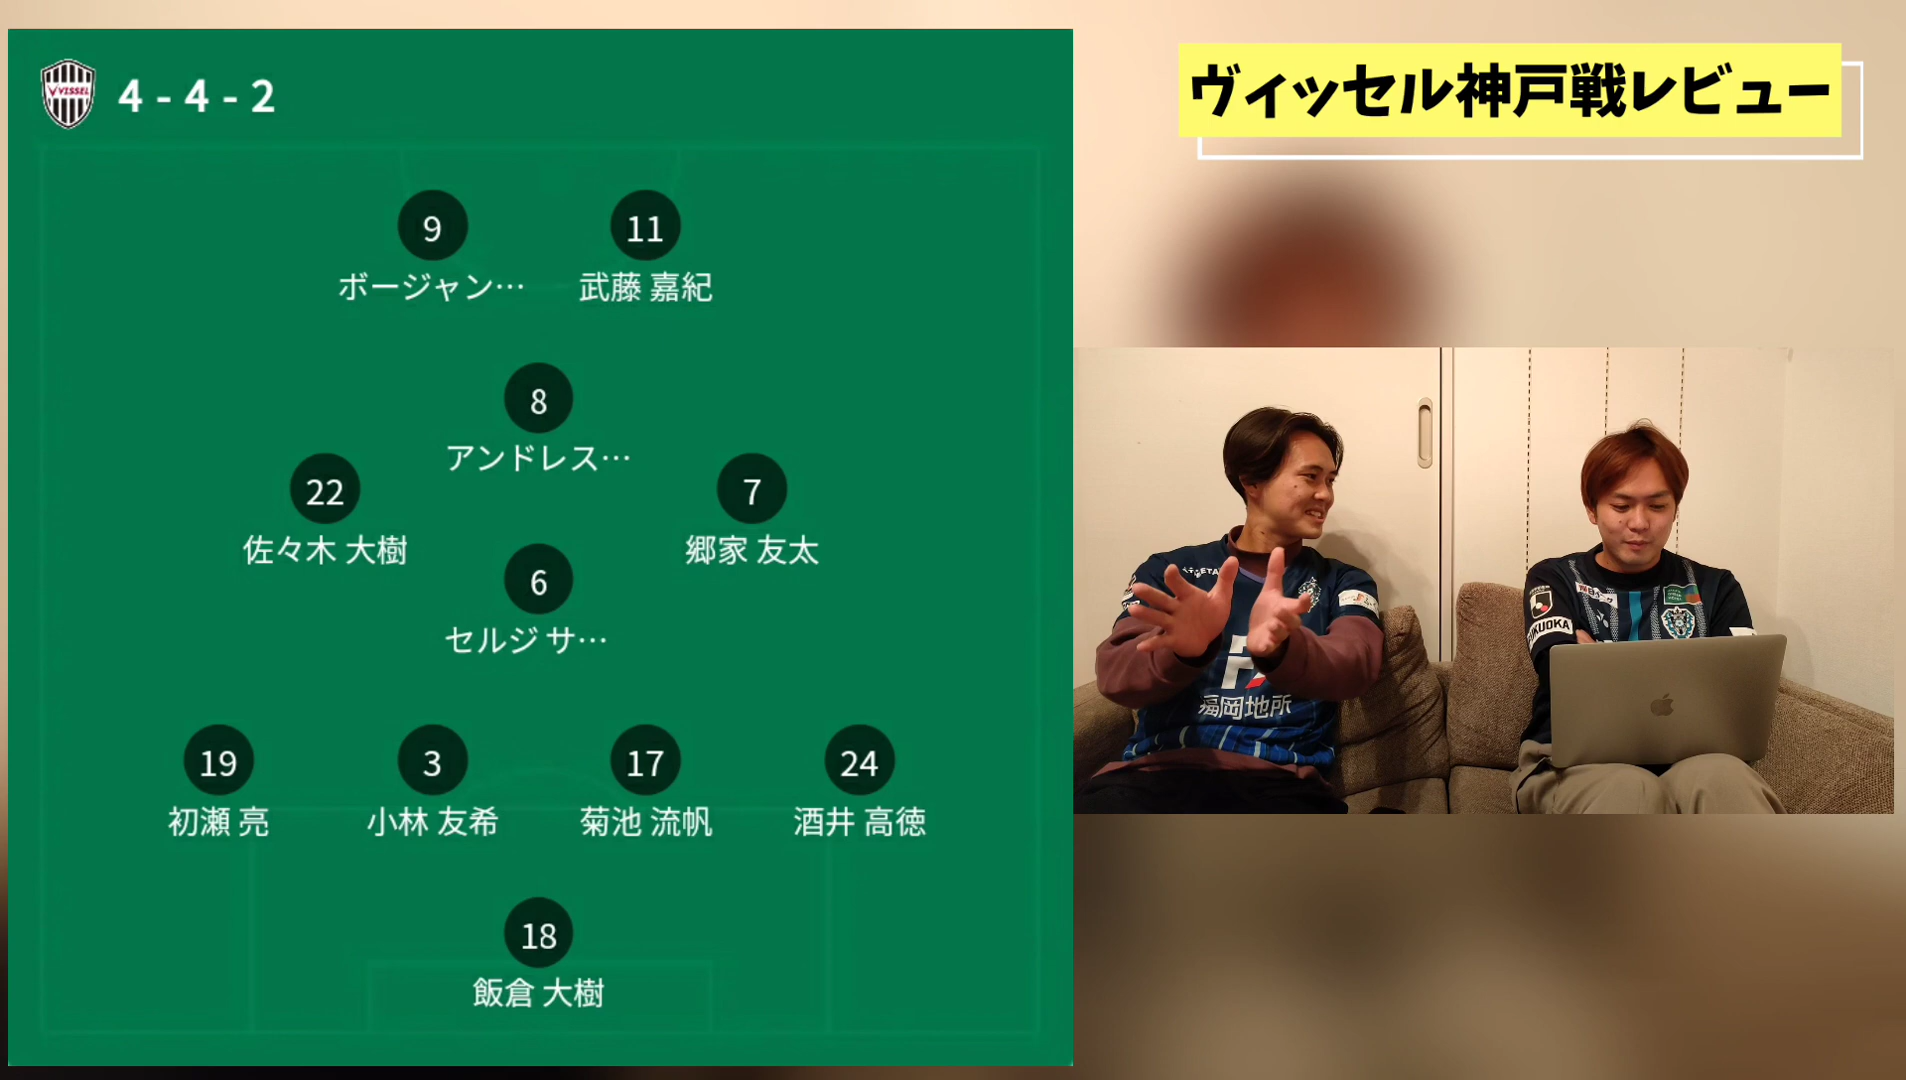 VISSEL
4-4-2
ヴィッセル神戸戦レビュー
9
ボージャン…
11
武藤 嘉紀
8
アンドレス…
22
佐々木 大樹
7
郷家 友太
6
セルジ サ…
19
初瀬 亮
3
小林 友希
17
菊池 流帆
24
酒井 高徳
18
飯倉 大樹
福岡地所
FUKUOKA